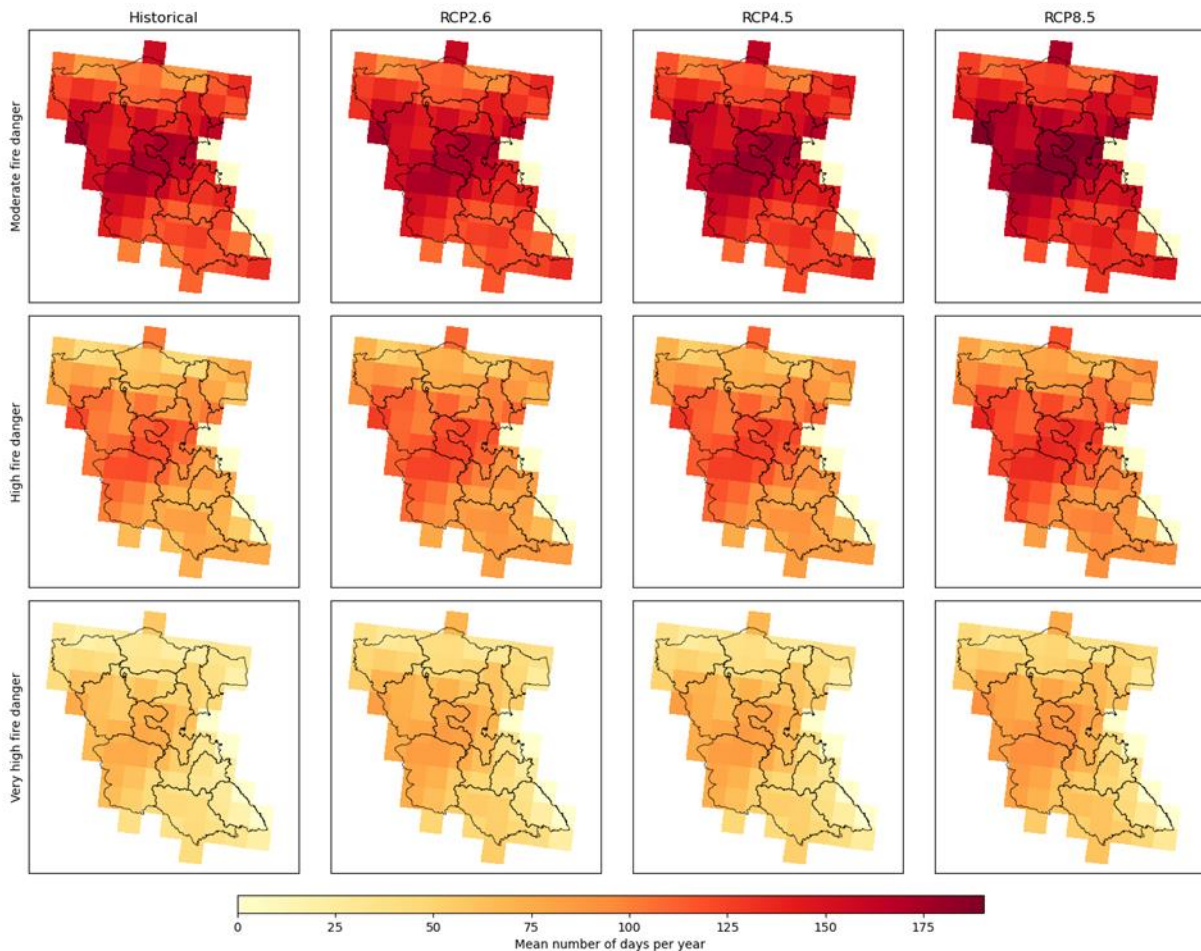 Historical
RCP2.6
RCP4.5
RCP8.5
Moderate fire danger
High fire danger
Very high fire danger
0 25 50 75 100 125 150 175
Mean number of days per year